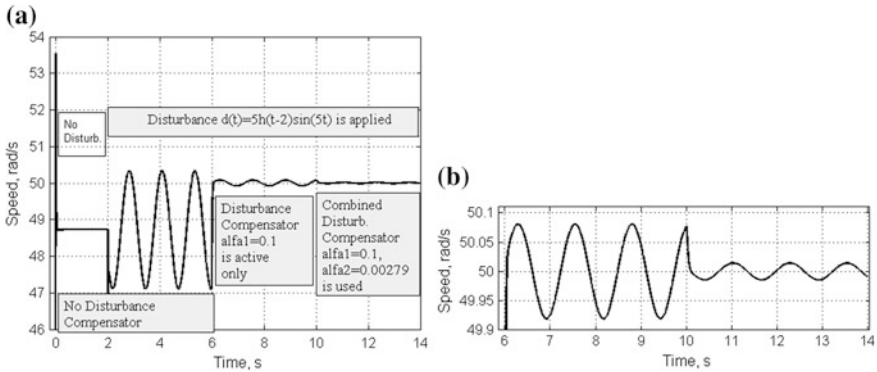 (a)
54
53
52
51
50
49
48
47
46
Speed, rad/s
No
Disturb.
Disturbance d(t)=5h(t-2)sin(5t) is applied
Disturbance
Compensator
alfa1=0.1
is active
only
Combined
Disturb.
Compensator
alfa1=0.1,
alfa2=0.00279
is used
No Disturbance
Compensator
0 2 4 6 8 10 12 14
Time, s
(b)
50.1
50.05
50
49.95
49.9
Speed, rad/s
6 7 8 9 10 11 12 13 14
Time, s